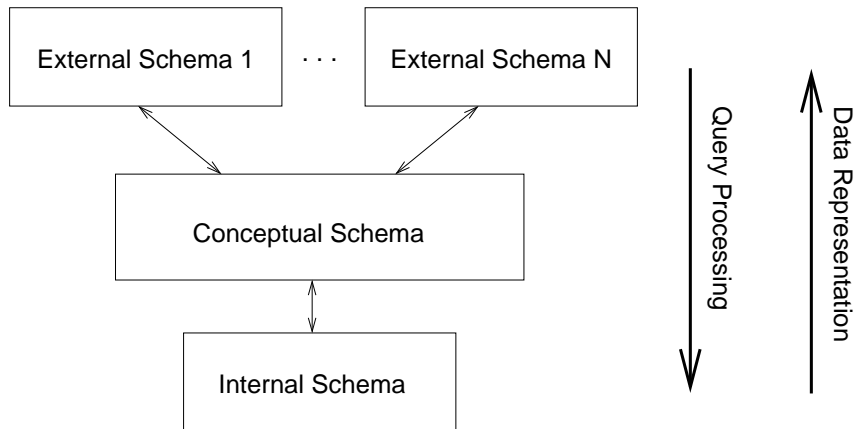 External Schema 1
. . .
External Schema N
Conceptual Schema
Internal Schema
Query Processing
Data Representation